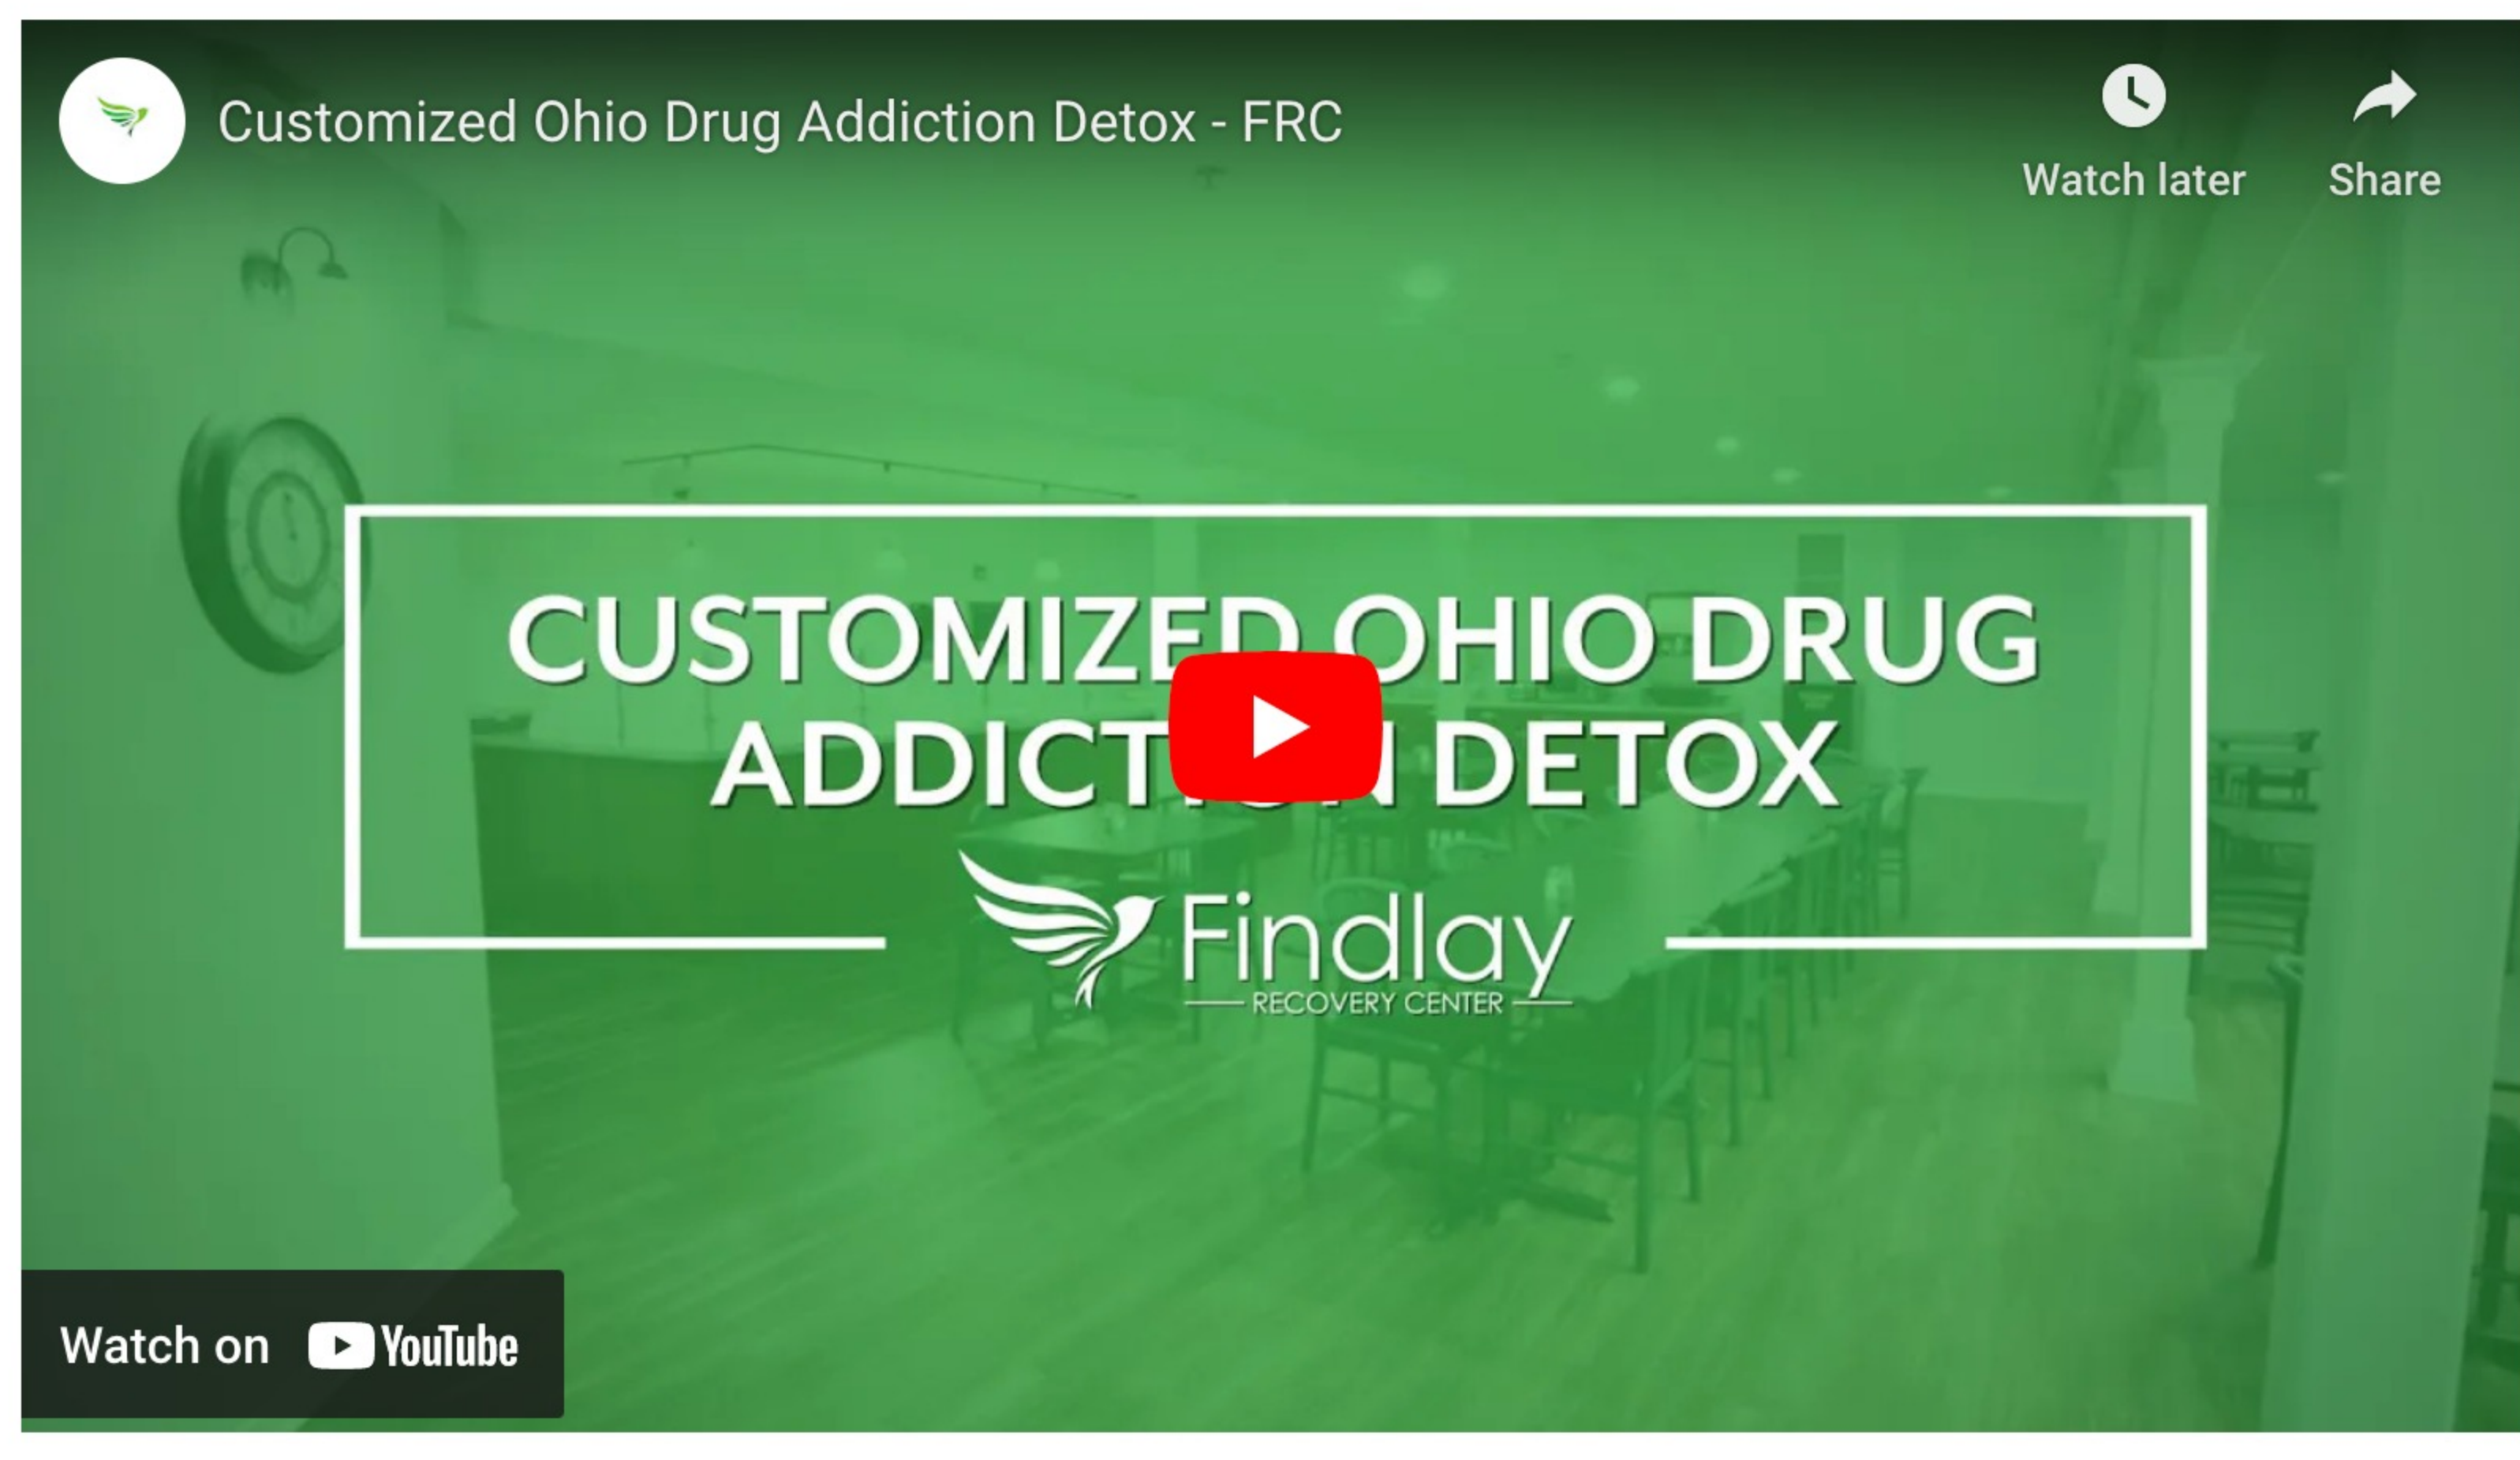 Customized Ohio Drug Addiction Detox - FRC
Watch later
Share
CUSTOMIZED OHIO DRUG
ADDICTION DETOX
Findlay
RECOVERY CENTER
Watch on YouTube